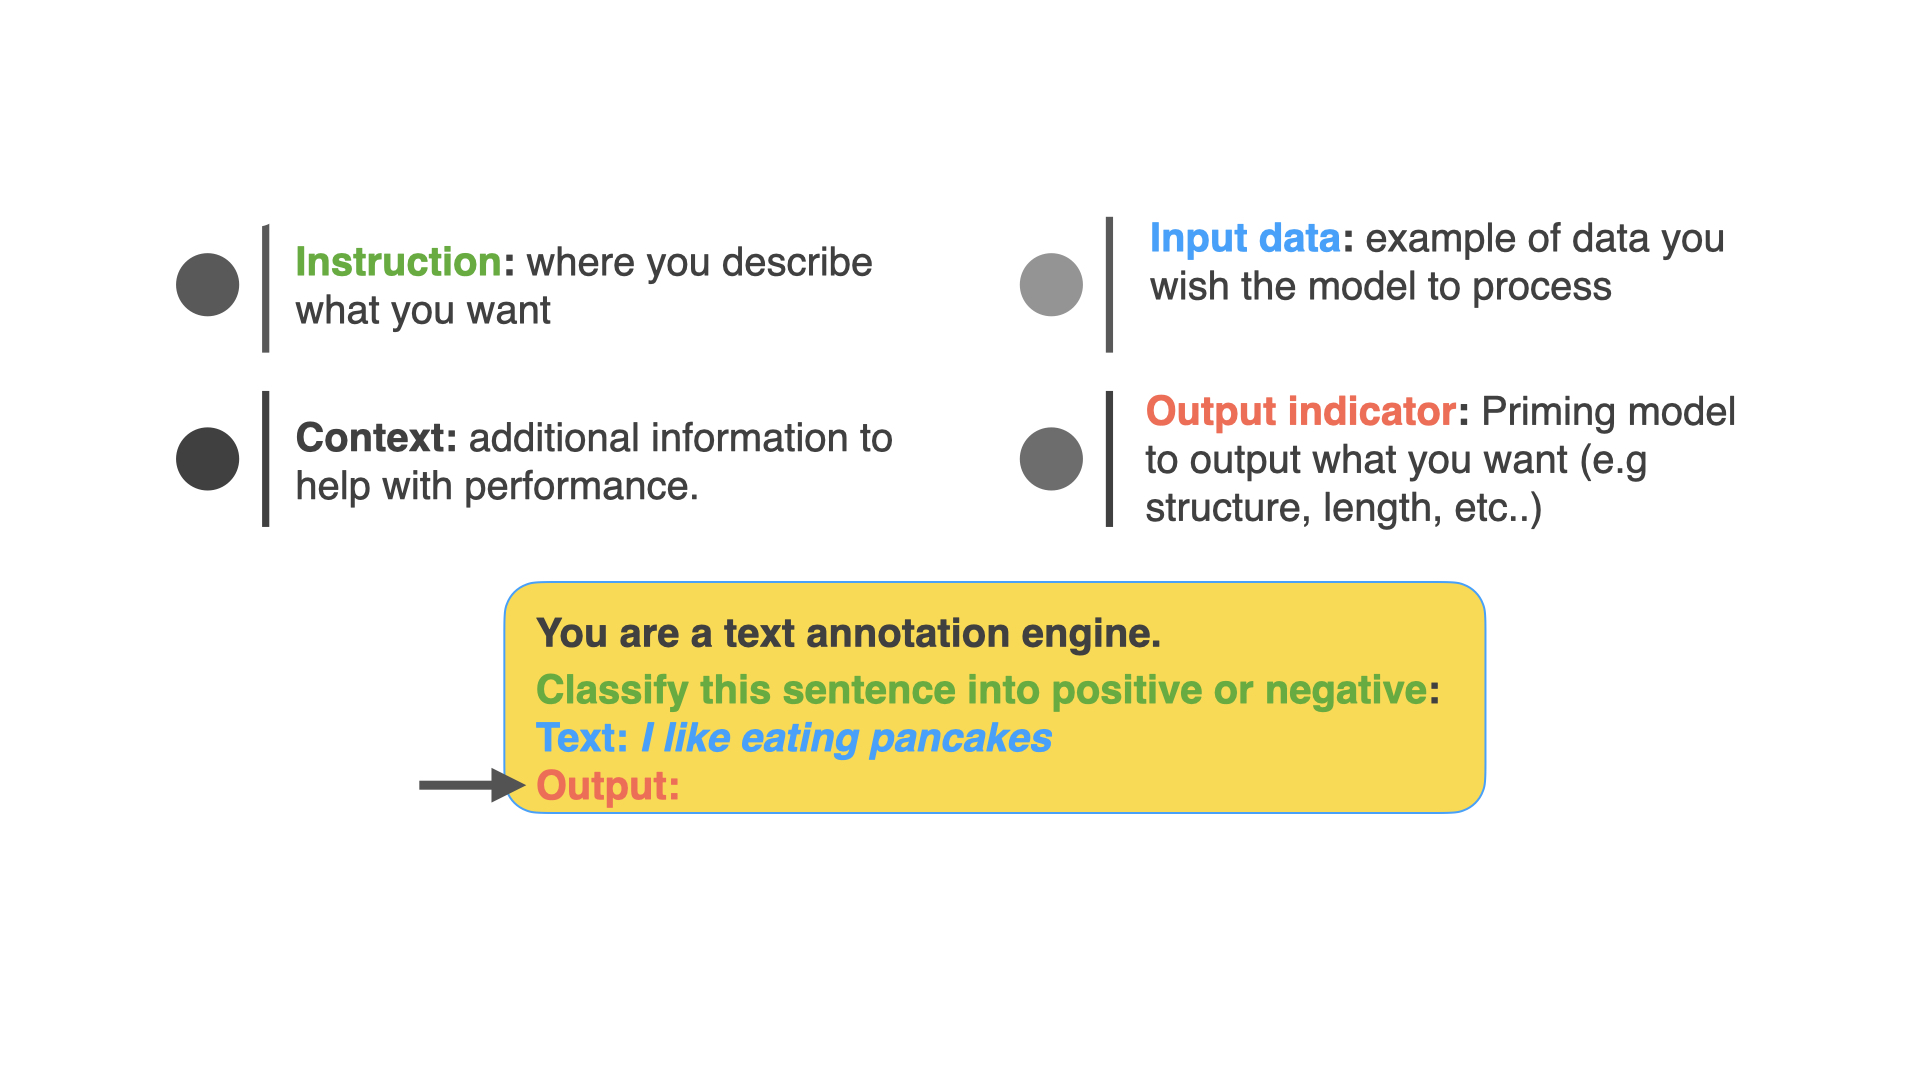 Instruction: where you describe
what you want
Input data: example of data you
wish the model to process
Context: additional information to
help with performance.
Output indicator: Priming model
to output what you want (e.g
structure, length, etc..)
You are a text annotation engine.
Classify this sentence into positive or negative:
Text: I like eating pancakes
Output: